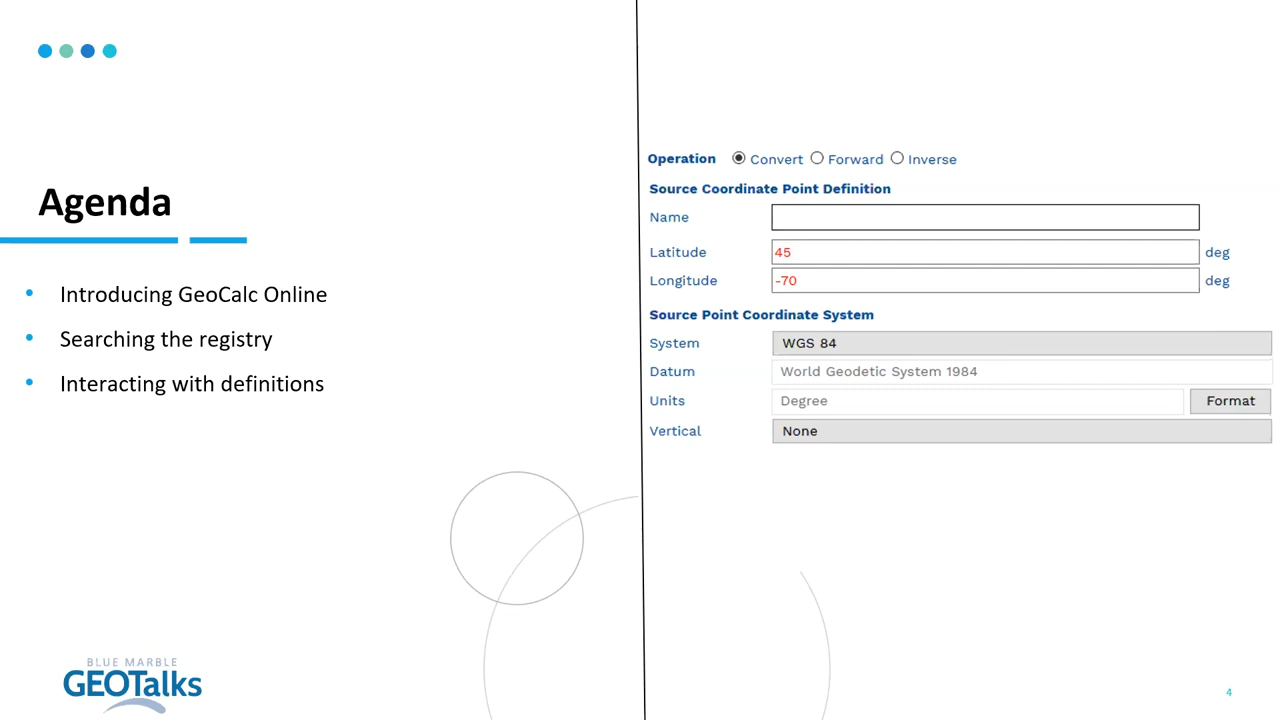 Agenda
Introducing GeoCalc Online
Searching the registry
Interacting with definitions
BLUE MARBLE
GEOTalks
Operation Convert Forward Inverse
Source Coordinate Point Definition
Name
Latitude 45 deg
Longitude -70 deg
Source Point Coordinate System
System WGS 84
Datum World Geodetic System 1984
Units Degree Format
Vertical None
4